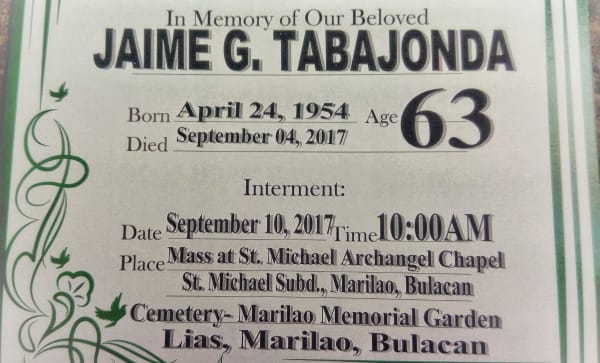 In Memory of Our Beloved
JAIME G. TABAJONDA
Born April 24, 1954 Age 63
Died September 04, 2017
Interment:
Date September 10, 2017 Time 10:00AM
Place Mass at St. Michael Archangel Chapel
St. Michael Subd., Marilao, Bulacan
Cemetery- Marilao Memorial Garden
Lias, Marilao, Bulacan